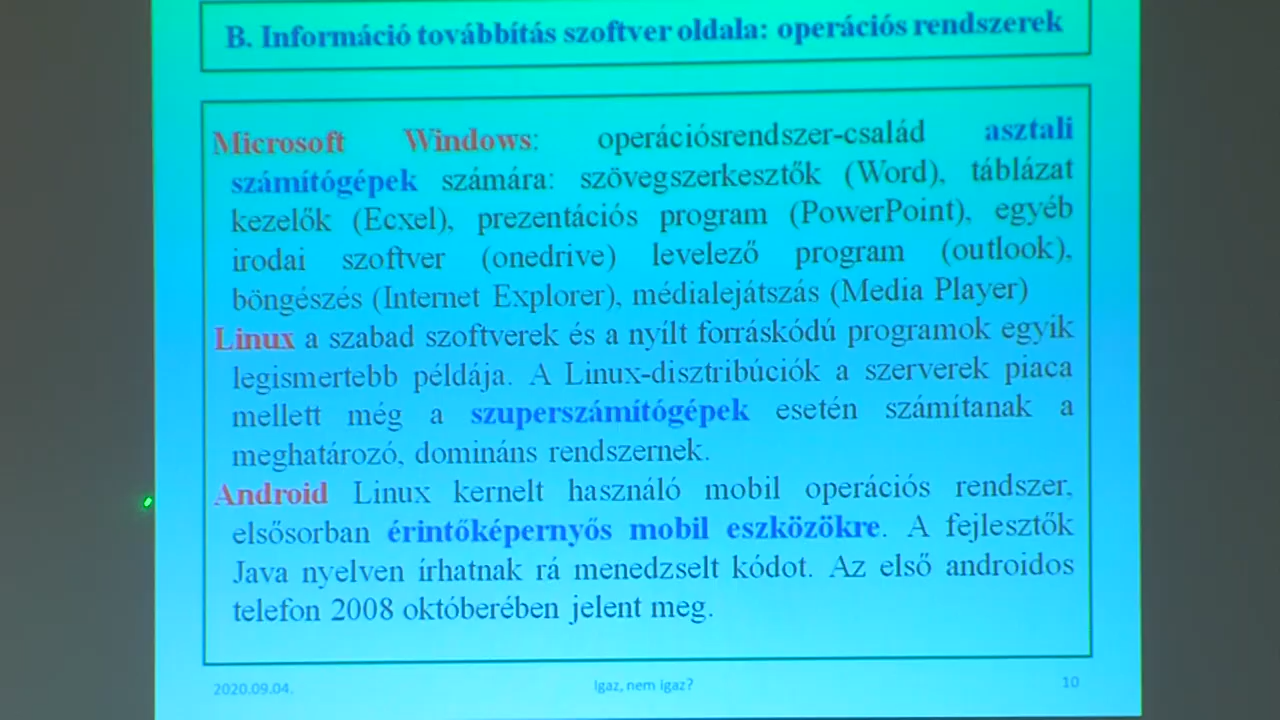 B. Információ továbbítás szoftver oldala: operációs rendszerek
Microsoft Windows: operációsrendszer-család asztali
számítógépek számára: szövegszerkesztők (Word), táblázat
kezelők (Ecxel), prezentációs program (PowerPoint), egyéb
irodai szoftver (onedrive) levelező program (outlook),
böngészés (Internet Explorer), médialejátszás (Media Player)
Linux a szabad szoftverek és a nyílt forráskódú programok egyik
legismertebb példája. A Linux-disztribúciók a szerverek piaca
mellett még a szuperszámítógépek esetén számítanak a
meghatározó, domináns rendszernek.
Android Linux kernelt használó mobil operációs rendszer,
elsősorban érintőképernyős mobil eszközökre. A fejlesztők
Java nyelven írhatnak rá menedzselt kódot. Az első androidos
telefon 2008 októberében jelent meg.
2020.09.04.
Igaz, nem igaz?
10